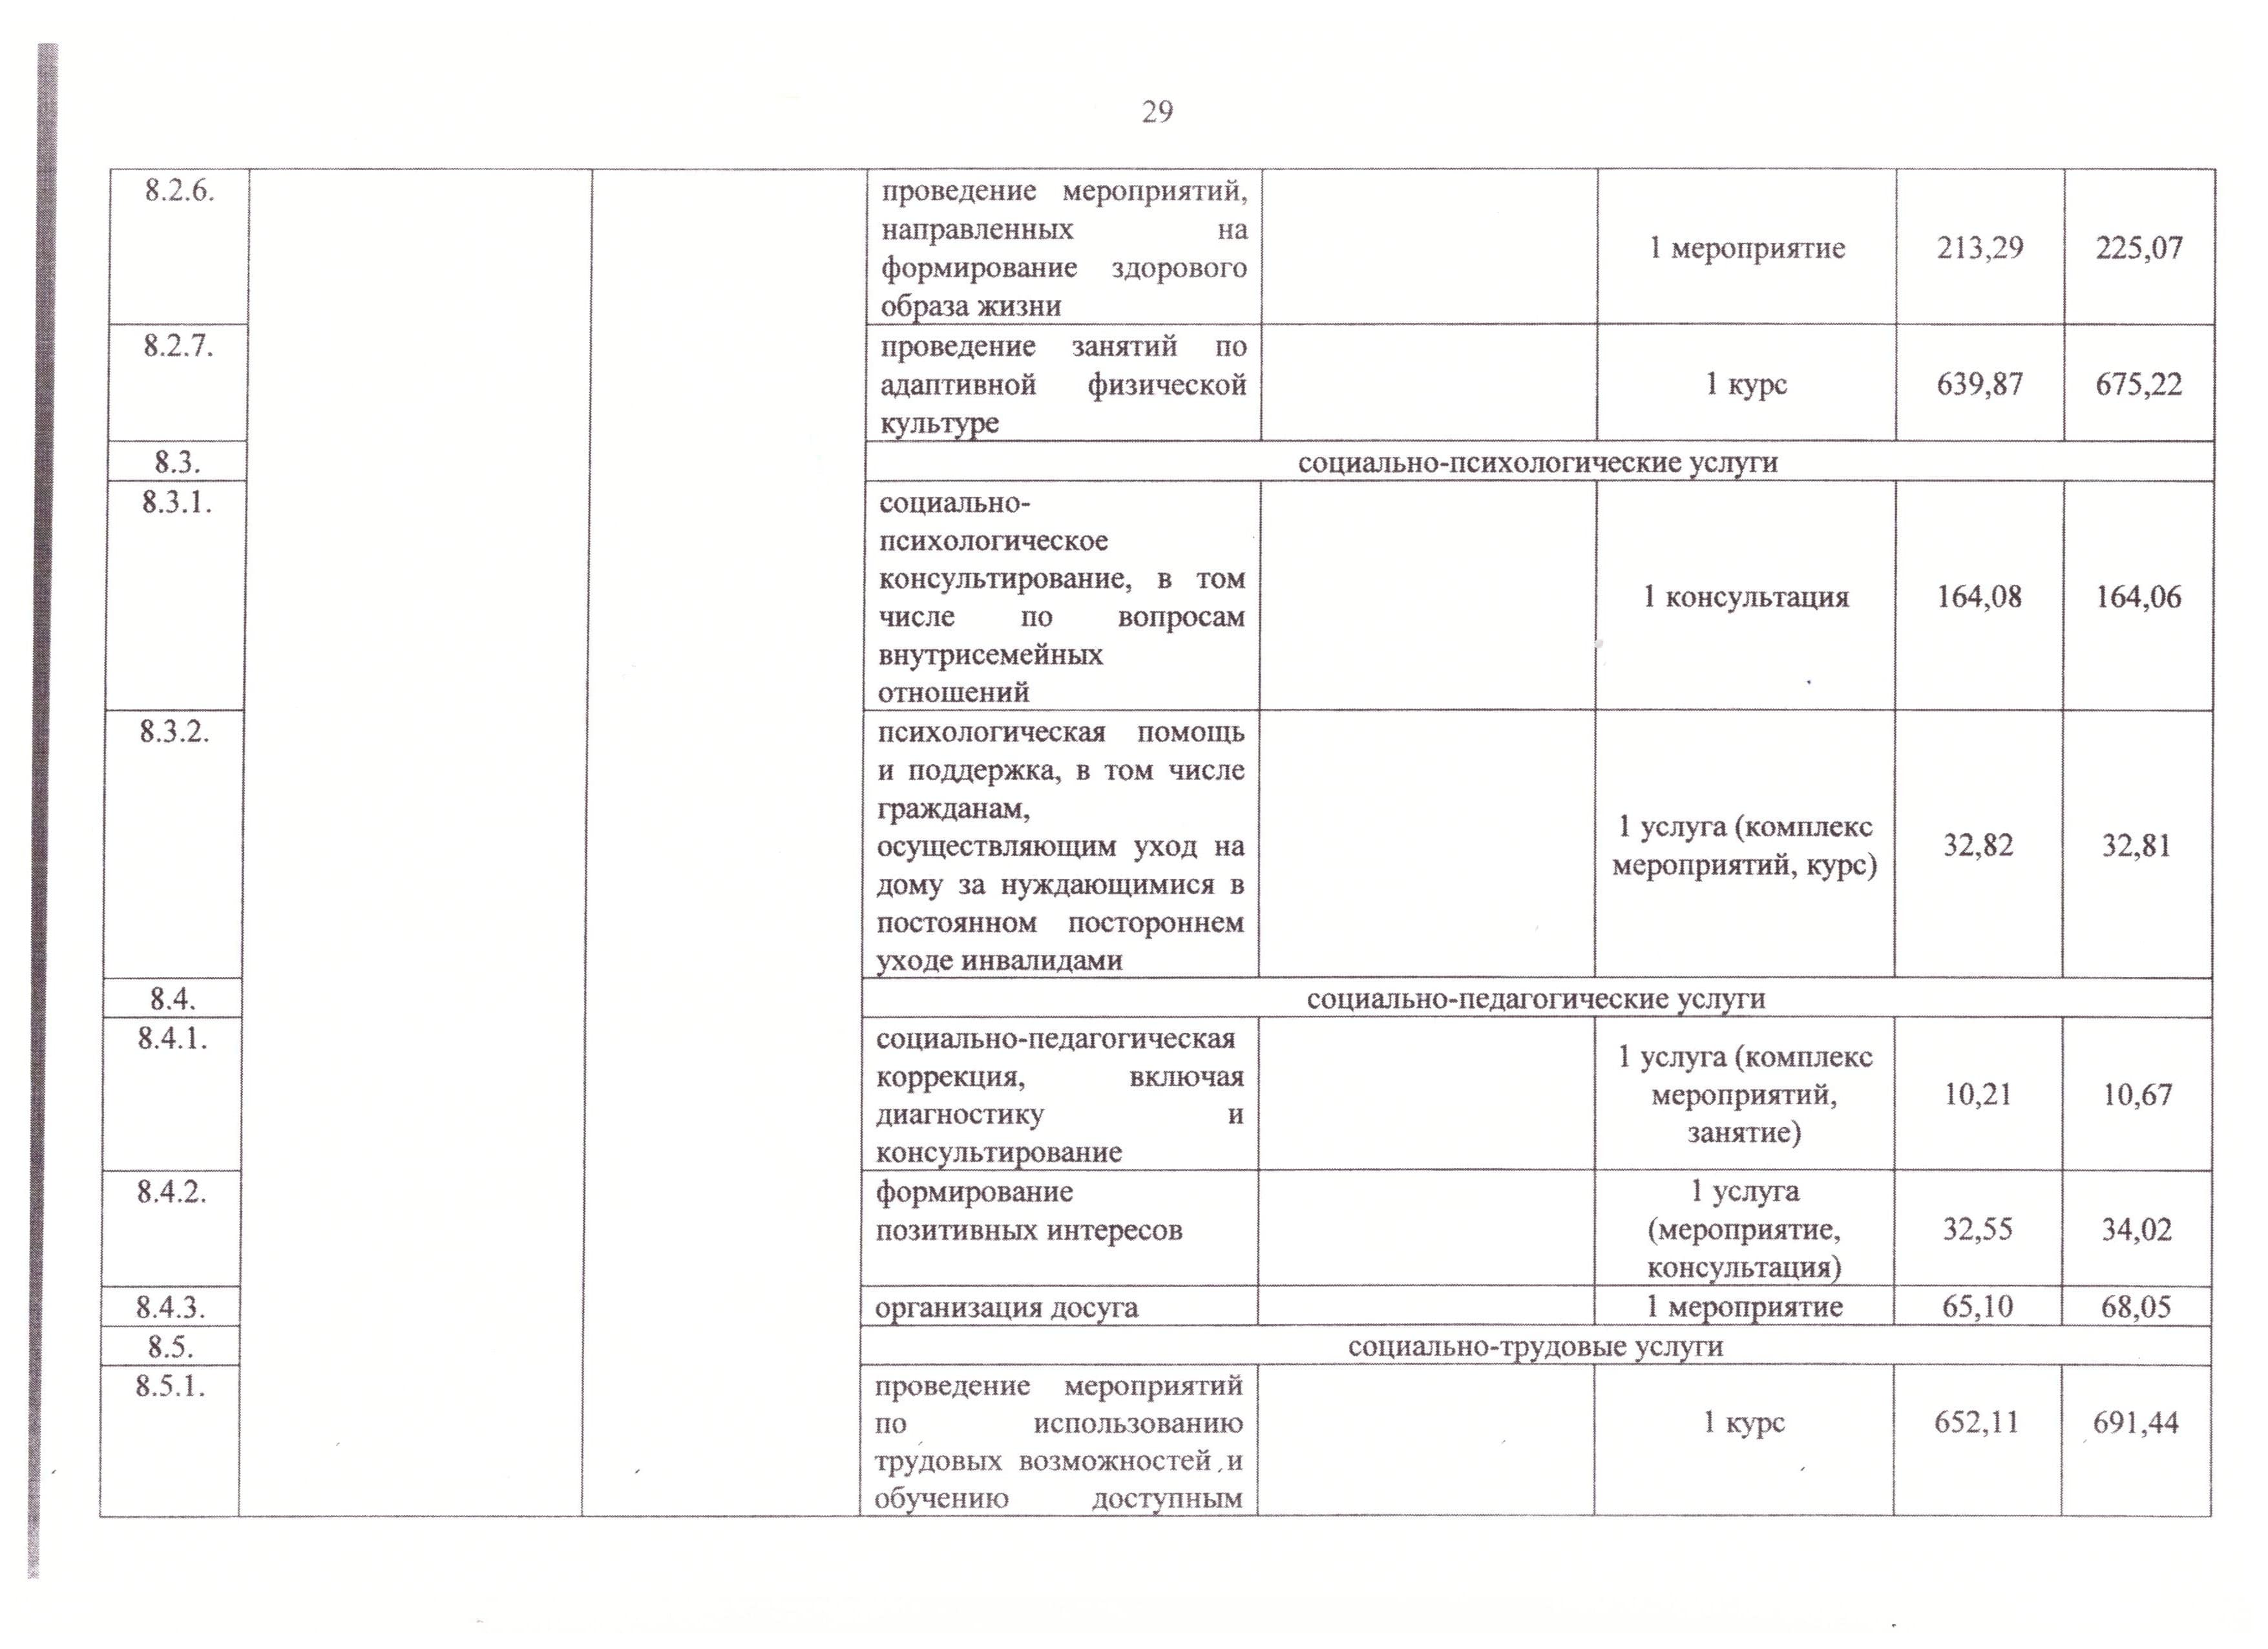 29
8.2.6.
проведение мероприятий,
направленных на
формирование здорового
образа жизни
1 мероприятие
213,29
225,07
8.2.7.
проведение занятий по
адаптивной физической
культуре
1 курс
639,87
675,22
8.3.
социально-психологические услуги
8.3.1.
социально-
психологическое
консультирование, в том
числе по вопросам
внутрисемейных
отношений
1 консультация
164,08
164,06
8.3.2.
психологическая помощь
и поддержка, в том числе
гражданам,
осуществляющим уход на
дому за нуждающимися в
постоянном постороннем
уходе инвалидами
1 услуга (комплекс
мероприятий, курс)
32,82
32,81
8.4.
социально-педагогические услуги
8.4.1.
социально-педагогическая
коррекция, включая
диагностику и
консультирование
1 услуга (комплекс
мероприятий,
занятие)
10,21
10,67
8.4.2.
формирование
позитивных интересов
1 услуга
(мероприятие,
консультация)
32,55
34,02
8.4.3.
организация досуга
1 мероприятие
65,10
68,05
8.5.
социально-трудовые услуги
8.5.1.
проведение мероприятий
по использованию
трудовых возможностей и
обучению доступным
1 курс
652,11
691,44